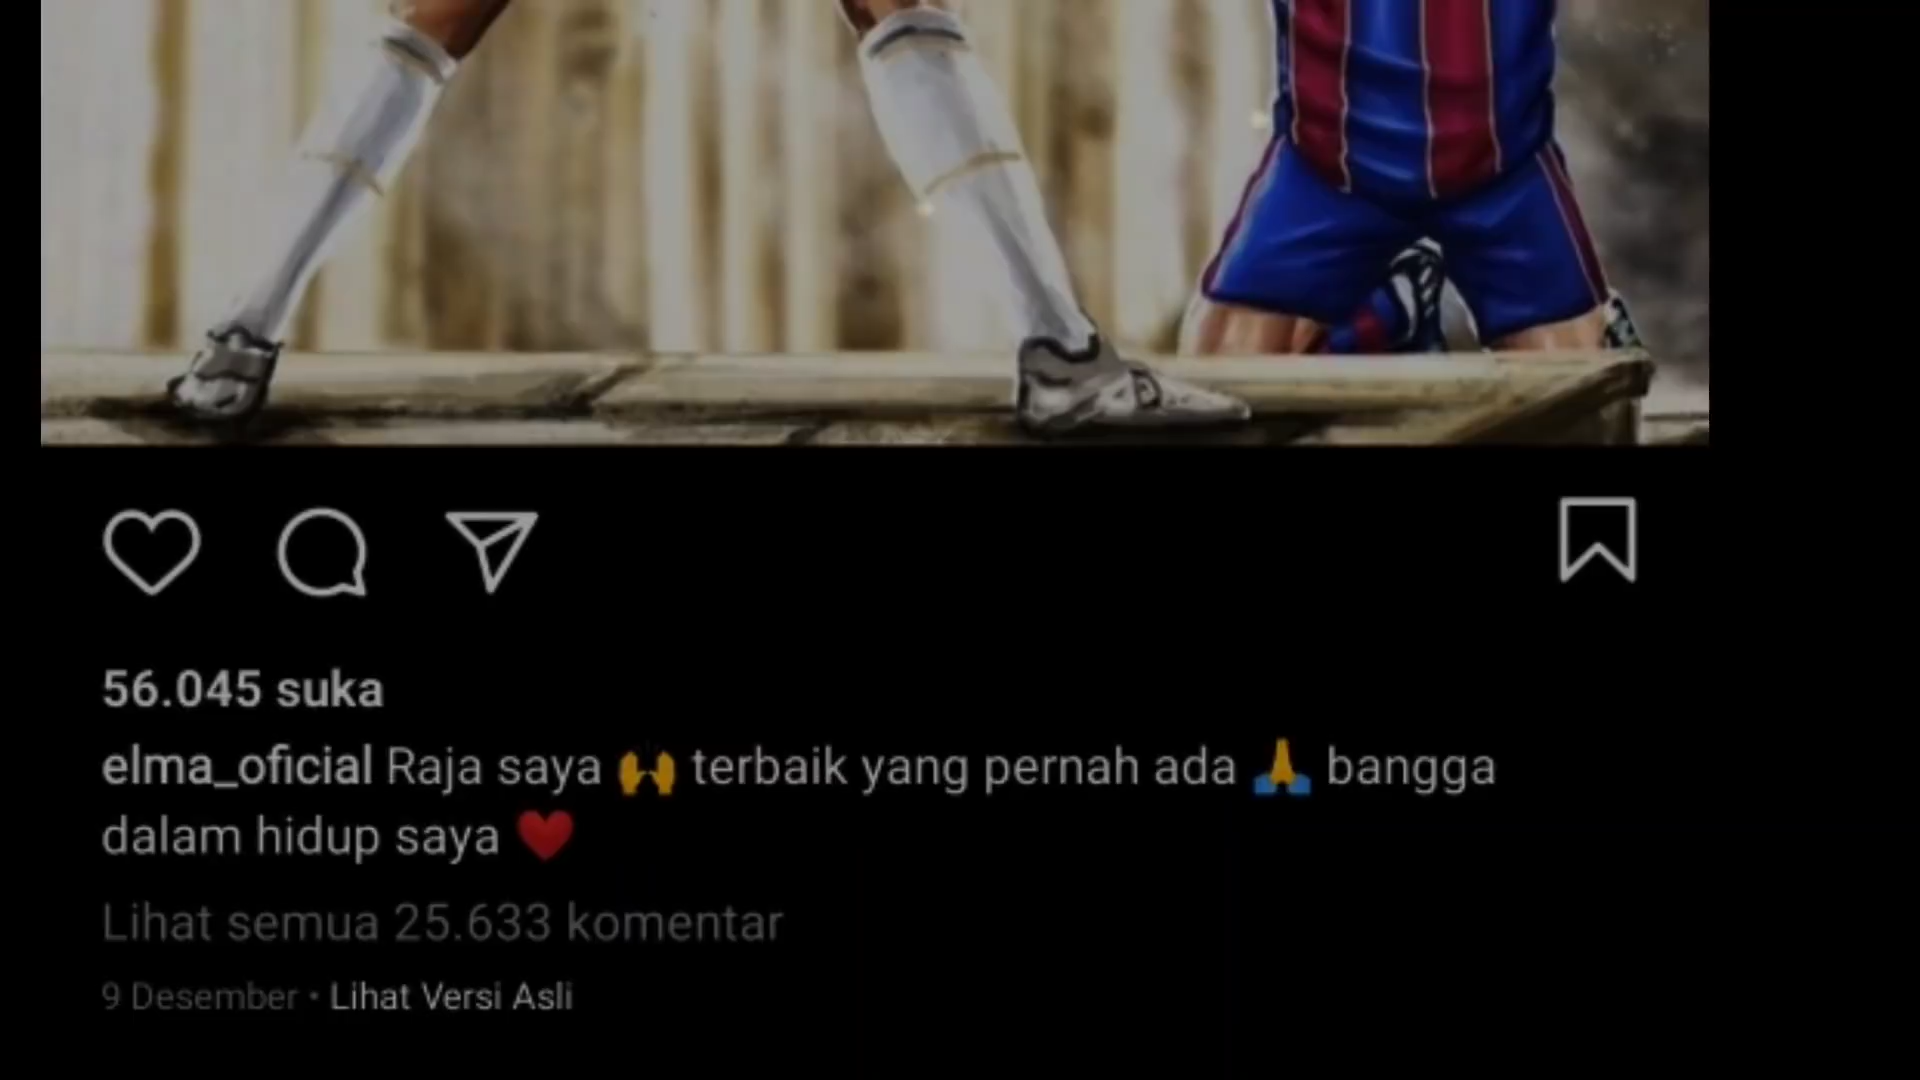 56.045 suka
elma_oficial Raja saya 🙌 terbaik yang pernah ada 🙏 bangga
dalam hidup saya ❤️
Lihat semua 25.633 komentar
9 Desember • Lihat Versi Asli